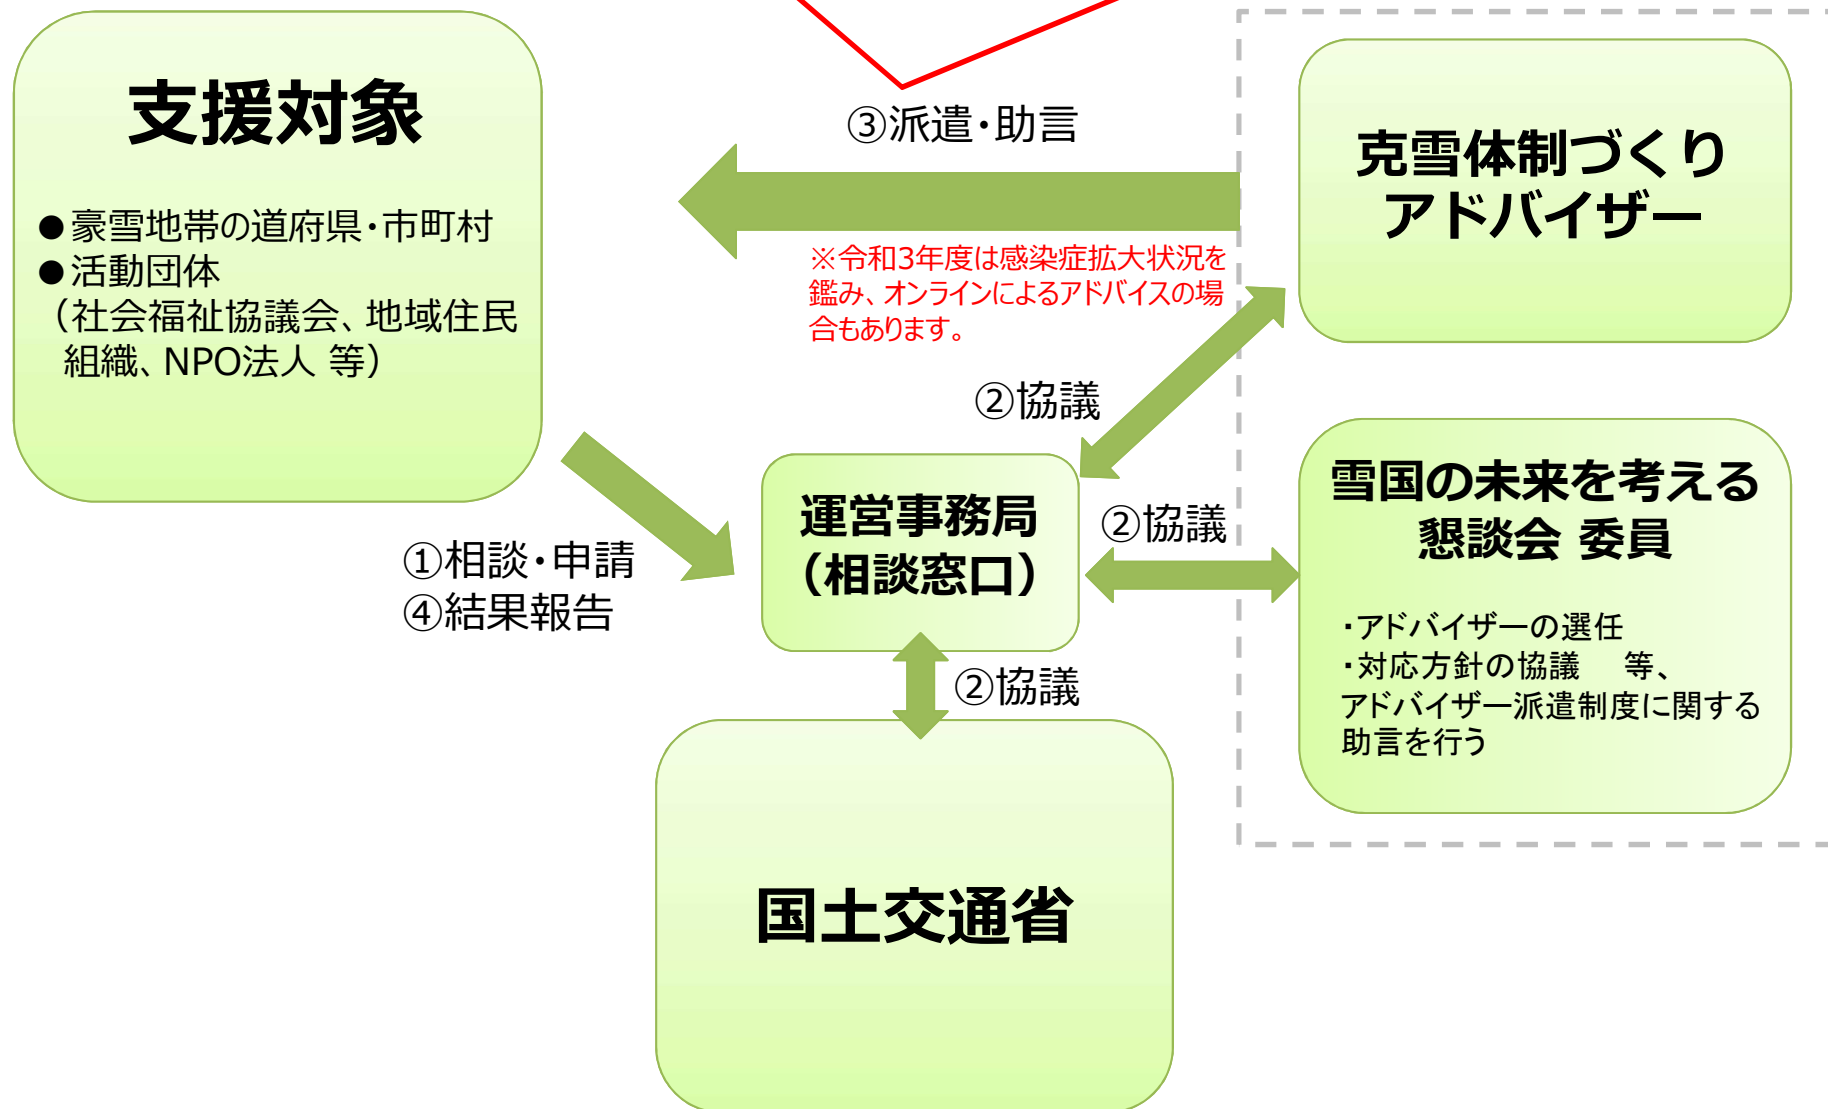 支援対象
●豪雪地帯の道府県・市町村
●活動団体
（社会福祉協議会、地域住民
組織、NPO法人 等）
③派遣・助言
※令和3年度は感染症拡大状況を
鑑み、オンラインによるアドバイスの場
合もあります。
克雪体制づくり
アドバイザー
②協議
①相談・申請
④結果報告
運営事務局
（相談窓口）
②協議
雪国の未来を考える
懇談会 委員
・アドバイザーの選任
・対応方針の協議　等、
アドバイザー派遣制度に関する
助言を行う
②協議
国土交通省